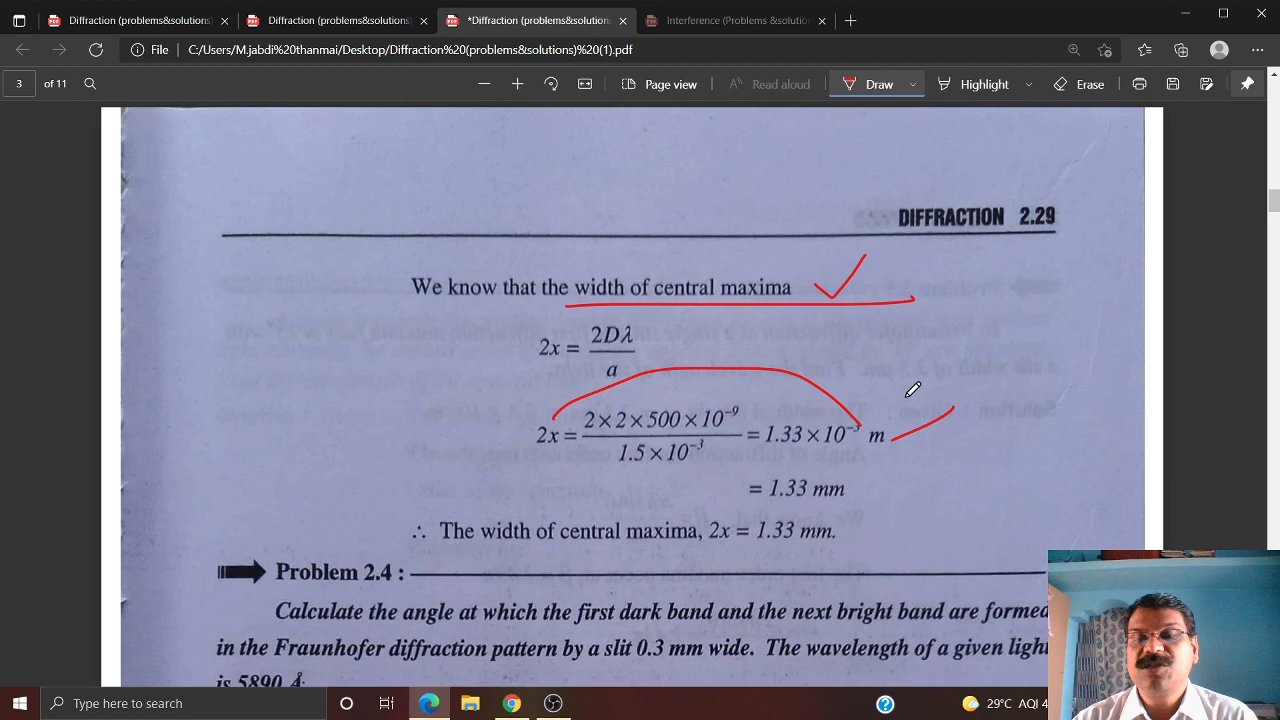 Diffraction (problems&solutions)
Diffraction (problems&solutions)
*Diffraction (problems&solution
Interference (Problems &solutio
File C:/Users/M.jabdi%20thanmai/Desktop/Diffraction%20(problems&solutions)%20(1).pdf
3 of 11 Page view Read aloud Draw Highlight Erase
DIFFRACTION 2.29
We know that the width of central maxima
2x = 2Dλ / a
2x = 2×2×500×10⁻⁹ / 1.5×10⁻³ = 1.33×10⁻³ m
= 1.33 mm
∴ The width of central maxima, 2x = 1.33 mm.
Problem 2.4 :
Calculate the angle at which the first dark band and the next bright band are formed
in the Fraunhofer diffraction pattern by a slit 0.3 mm wide. The wavelength of a given light
is 5890 Å.
Type here to search
29°C AQI 4